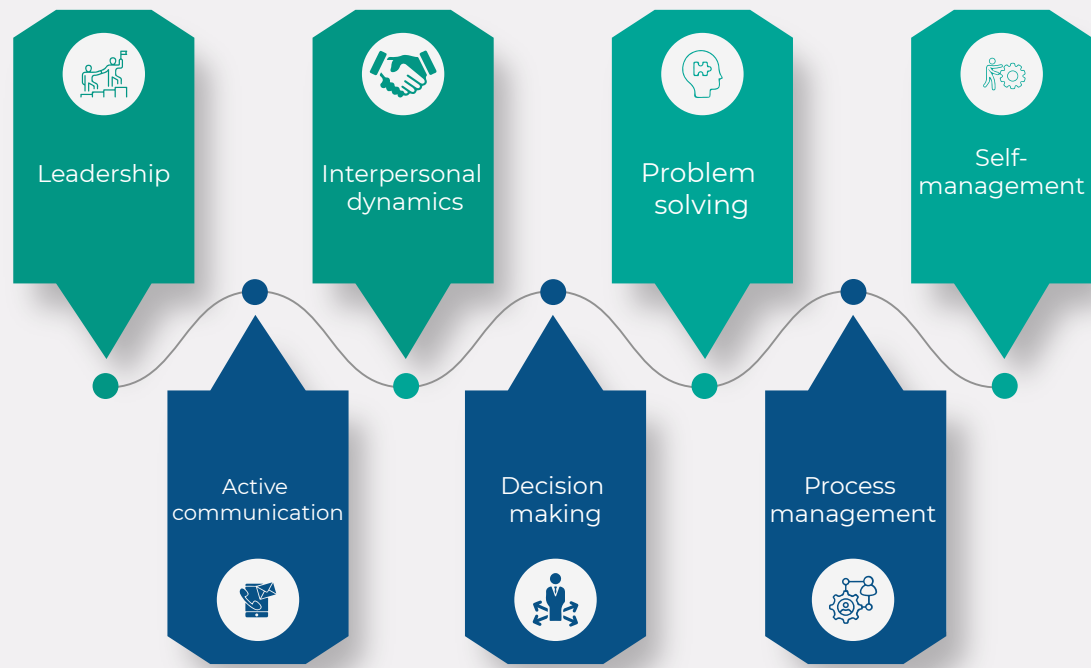 Leadership
Interpersonal
dynamics
Problem
solving
Self-
management
Active
communication
Decision
making
Process
management